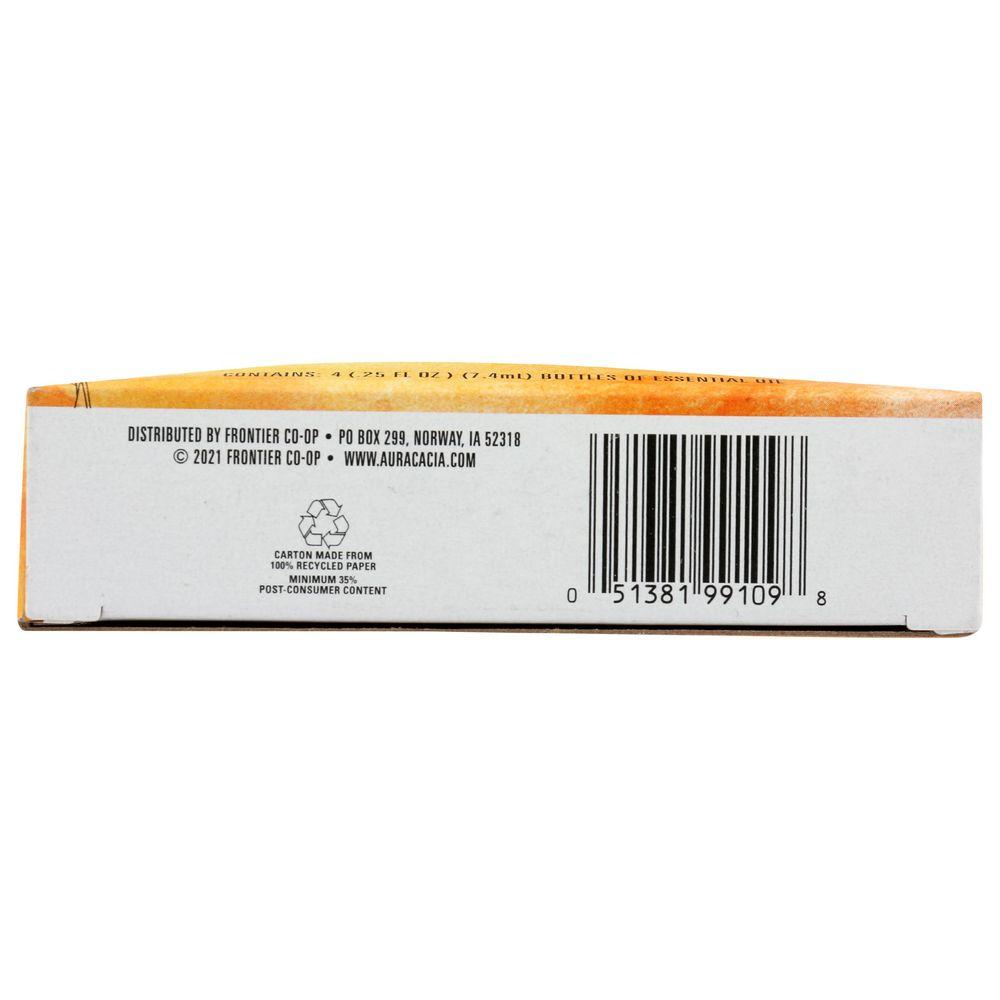 CONTAINS: 4 (.25 FL OZ) (7.4mL) BOTTLES OF ESSENTIAL OIL
DISTRIBUTED BY FRONTIER CO-OP • PO BOX 299, NORWAY, IA 52318
© 2021 FRONTIER CO-OP • WWW.AURACACIA.COM
CARTON MADE FROM
100% RECYCLED PAPER
MINIMUM 35%
POST-CONSUMER CONTENT
0 51381 99109 8